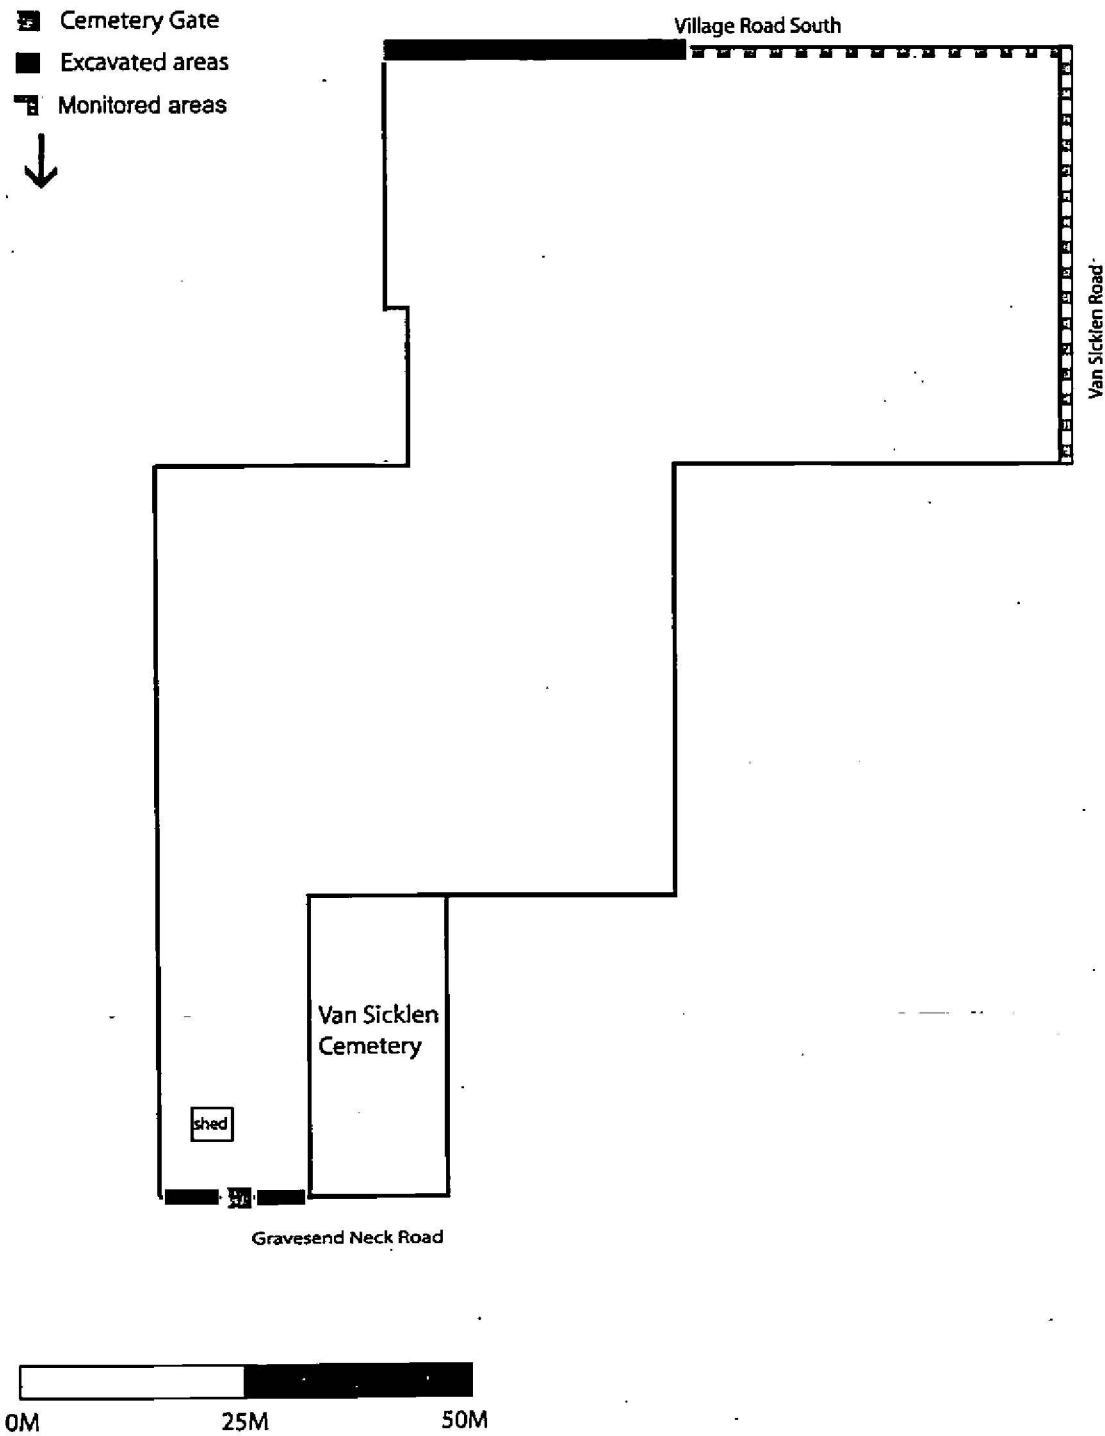 Cemetery Gate
Excavated areas
Monitored areas
Village Road South
Van Sicklen Road
Van Sicklen
Cemetery
shed
Gravesend Neck Road
0M 25M 50M